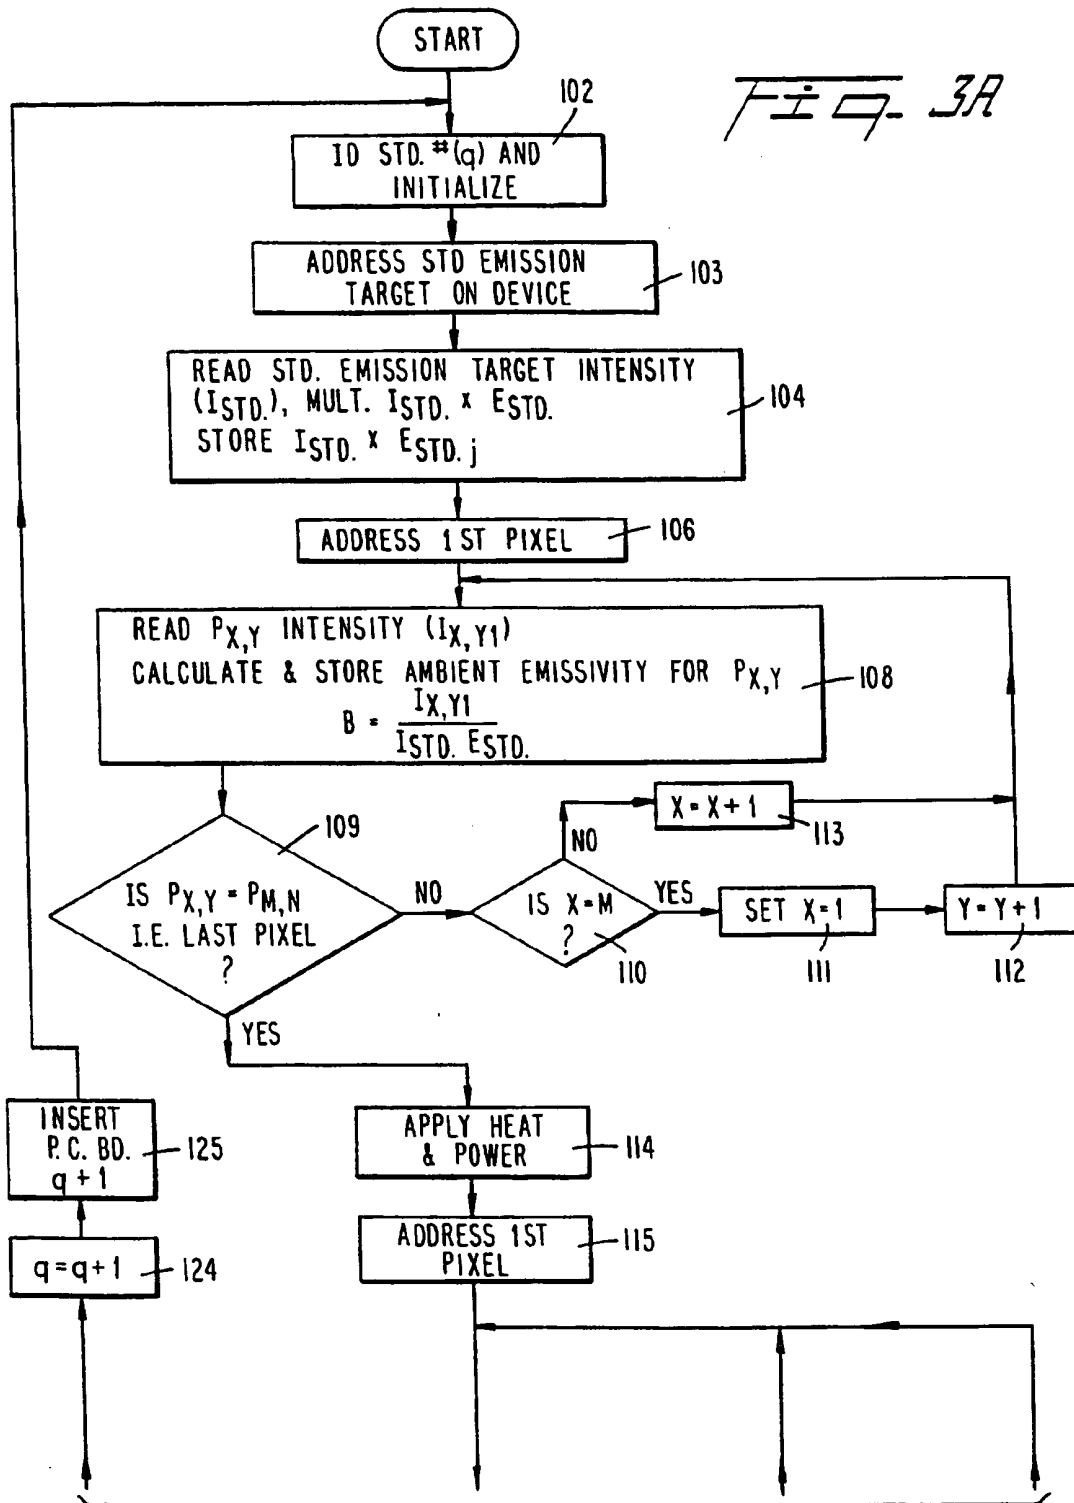 START
Fig. 3A
102
ID STD. #(q) AND
INITIALIZE
ADDRESS STD EMISSION
TARGET ON DEVICE
103
READ STD. EMISSION TARGET INTENSITY
(ISTD.), MULT. ISTD. x ESTD.
STORE ISTD. x ESTD. j
104
ADDRESS 1ST PIXEL
106
READ PX,Y INTENSITY (IX,Y1)
CALCULATE & STORE AMBIENT EMISSIVITY FOR PX,Y
B = IX,Y1
ISTD. ESTD.
108
109
IS PX,Y = PM,N
I.E. LAST PIXEL
?
NO
IS X=M
?
110
NO
X=X+1
113
YES
SET X=1
111
Y=Y+1
112
YES
INSERT
P.C. BD.
q+1
125
q=q+1
124
APPLY HEAT
& POWER
114
ADDRESS 1ST
PIXEL
115